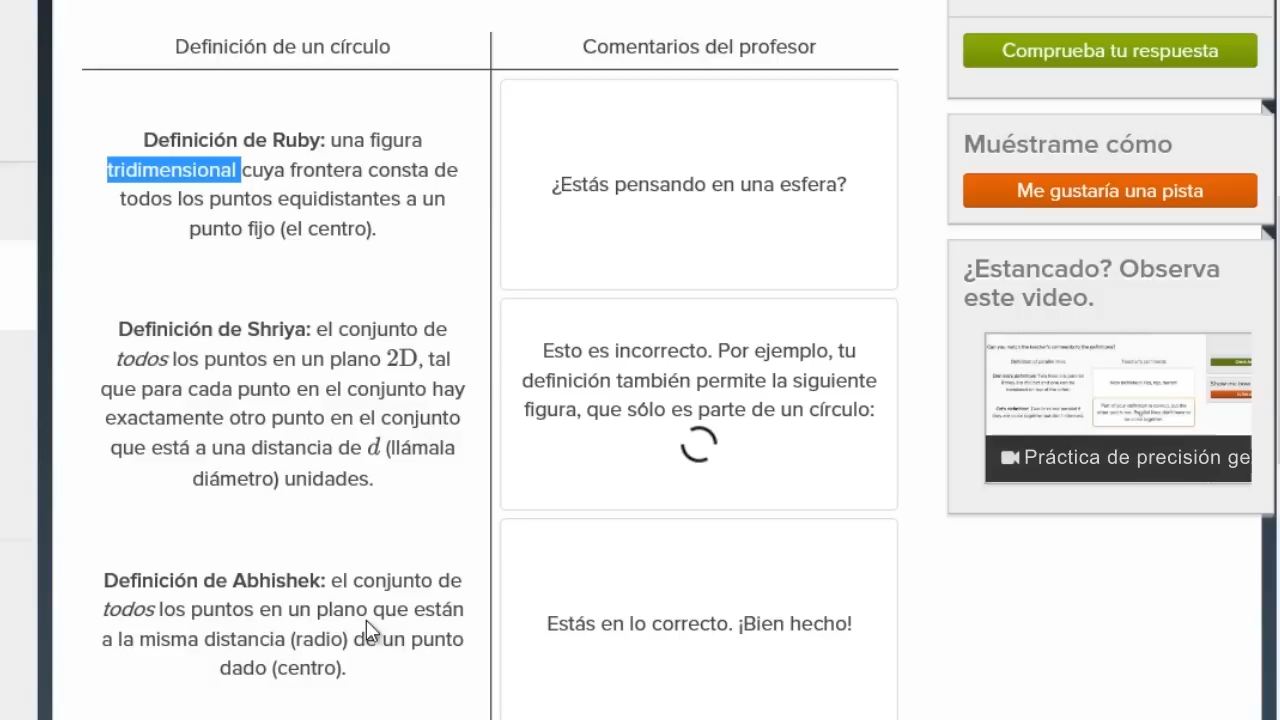 Definición de un círculo
Comentarios del profesor
Definición de Ruby: una figura
tridimensional cuya frontera consta de
todos los puntos equidistantes a un
punto fijo (el centro).
¿Estás pensando en una esfera?
Definición de Shriya: el conjunto de
todos los puntos en un plano 2D, tal
que para cada punto en el conjunto hay
exactamente otro punto en el conjunto
que está a una distancia de d (llámala
diámetro) unidades.
Esto es incorrecto. Por ejemplo, tu
definición también permite la siguiente
figura, que sólo es parte de un círculo:
Definición de Abhishek: el conjunto de
todos los puntos en un plano que están
a la misma distancia (radio) de un punto
dado (centro).
Estás en lo correcto. ¡Bien hecho!
Comprueba tu respuesta
Muéstrame cómo
Me gustaría una pista
¿Estancado? Observa
este video.
Práctica de precisión ge